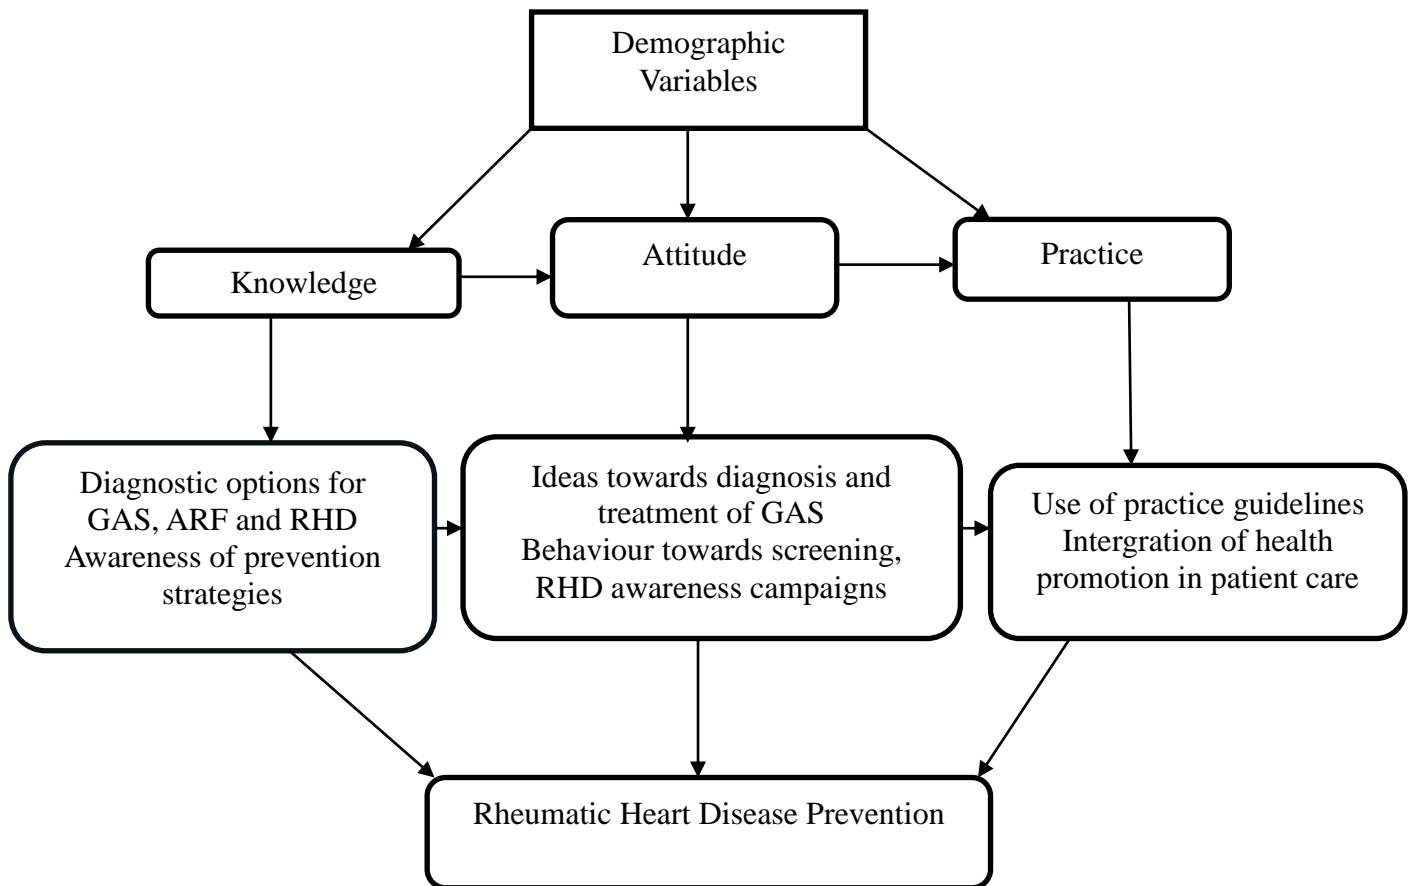 Demographic
Variables
Knowledge
Attitude
Practice
Diagnostic options for
GAS, ARF and RHD
Awareness of prevention
strategies
Ideas towards diagnosis and
treatment of GAS
Behaviour towards screening,
RHD awareness campaigns
Use of practice guidelines
Intergration of health
promotion in patient care
Rheumatic Heart Disease Prevention